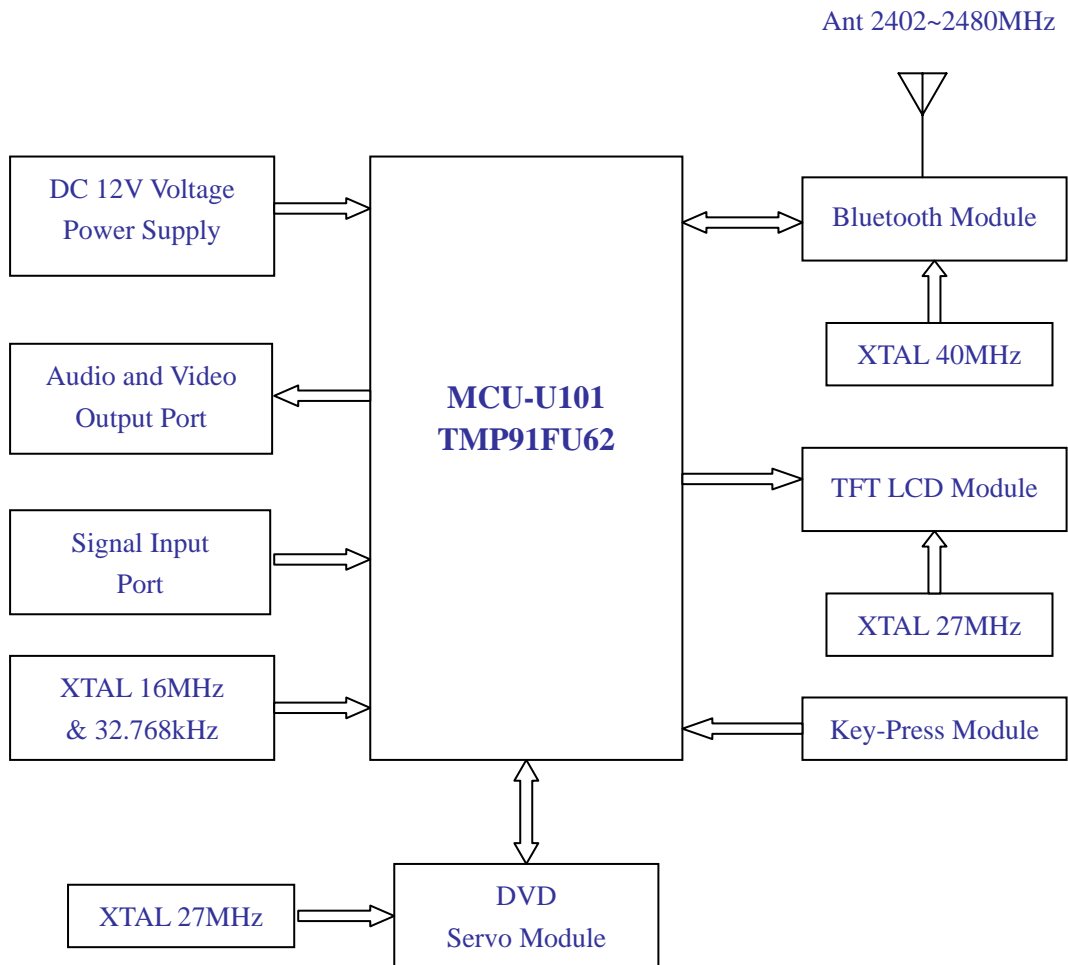 Ant 2402~2480MHz
DC 12V Voltage
Power Supply
Bluetooth Module
XTAL 40MHz
Audio and Video
Output Port
MCU-U101
TMP91FU62
TFT LCD Module
Signal Input
Port
XTAL 27MHz
XTAL 16MHz
& 32.768kHz
Key-Press Module
XTAL 27MHz
DVD
Servo Module